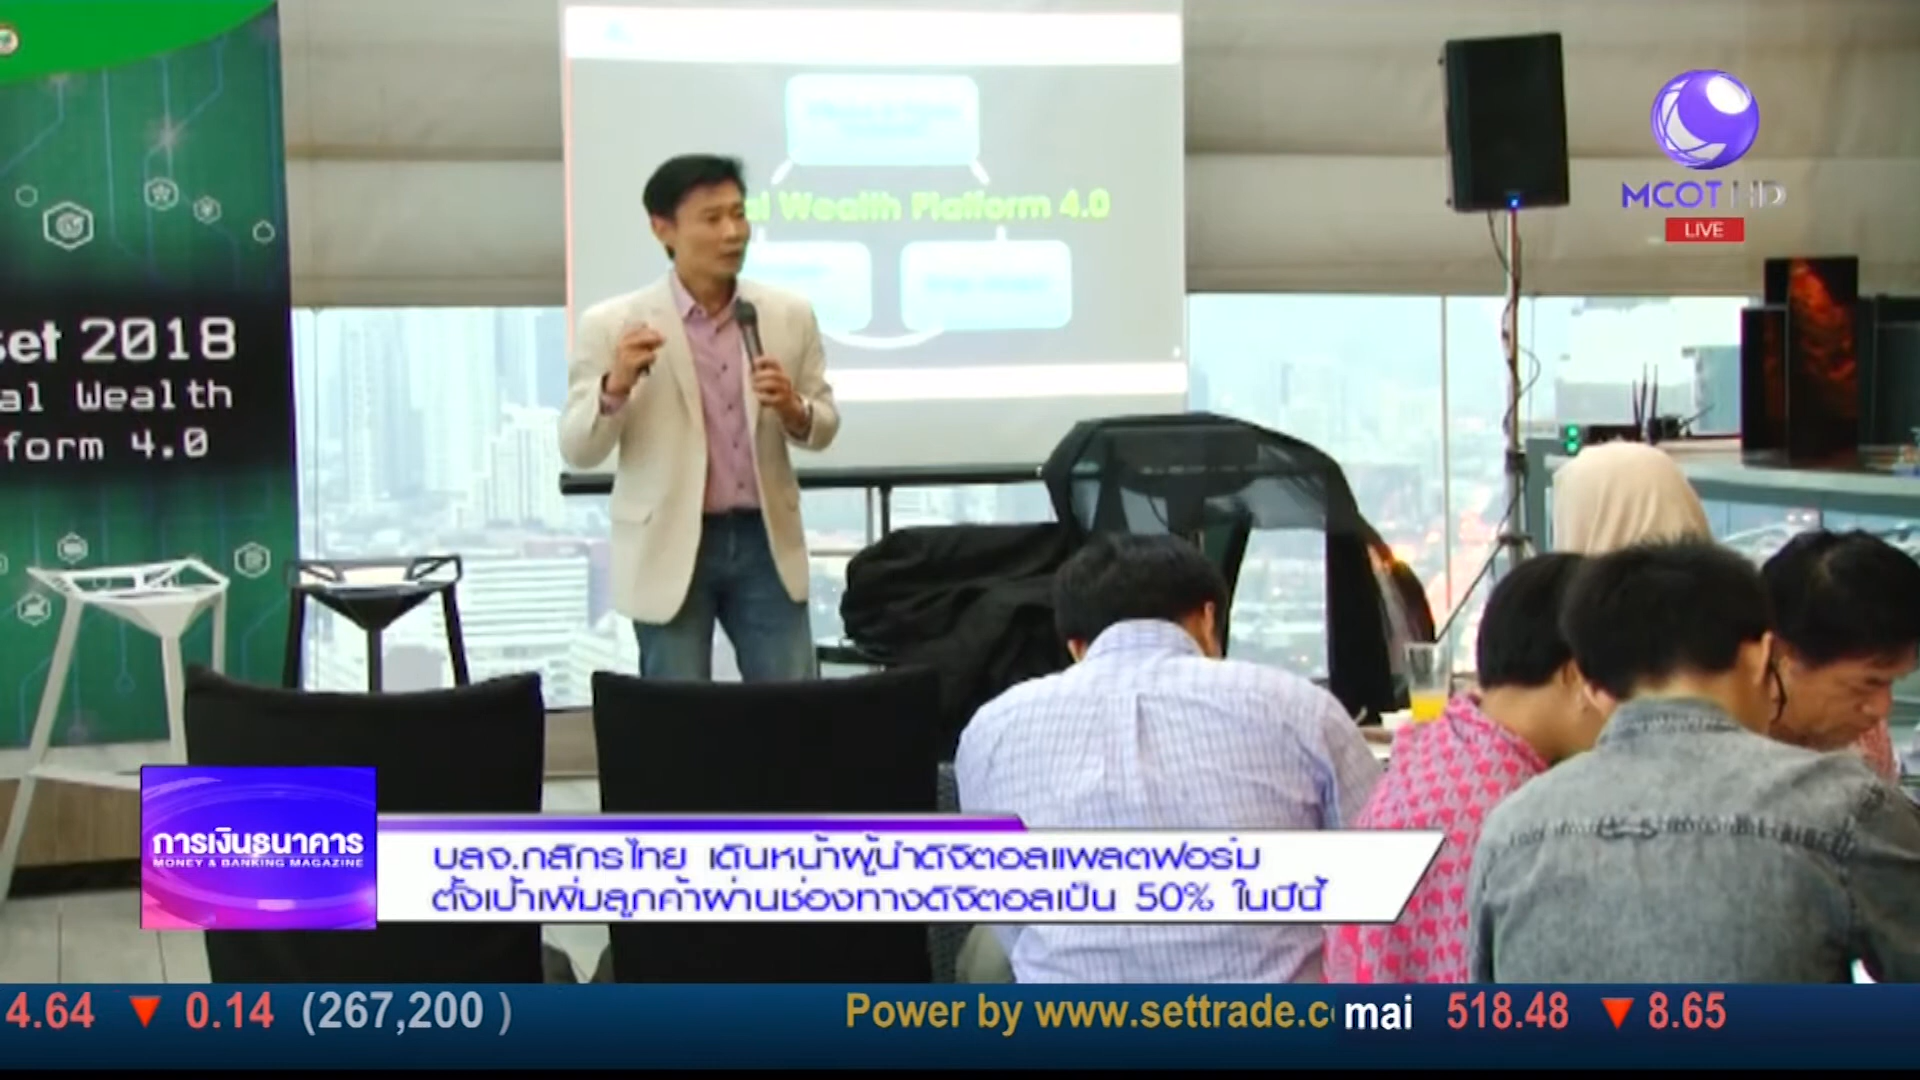 set 2018
al Wealth
form 4.0
al Wealth Platform 4.0
MCOT HD
LIVE
การเงินธนาคาร
MONEY & BANKING MAGAZINE
บลจ.กสิกรไทย เดินหน้าผู้นำดิจิตอลแพลตฟอร์ม
ตั้งเป้าเพิ่มลูกค้าผ่านช่องทางดิจิตอลเป็น 50% ในปีนี้
4.64 ▼ 0.14 (267,200 ) Power by www.settrade.c mai 518.48 ▼ 8.65